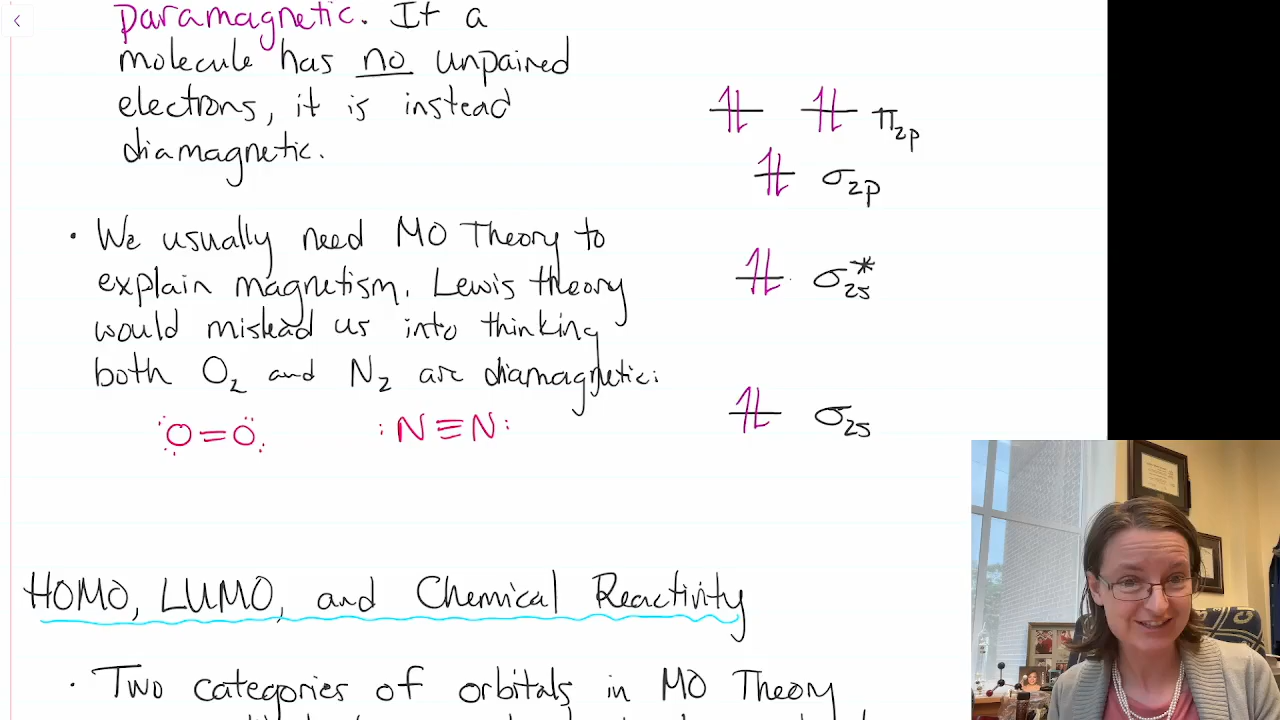 paramagnetic. If a
molecule has no unpaired
electrons, it is instead
diamagnetic.
π2p
σ2p
• We usually need MO Theory to
explain magnetism. Lewis theory
would mislead us into thinking
both O2 and N2 are diamagnetic:
:O=O: :N≡N:
σ*2s
σ2s
HOMO, LUMO, and Chemical Reactivity
• Two categories of orbitals in MO Theory